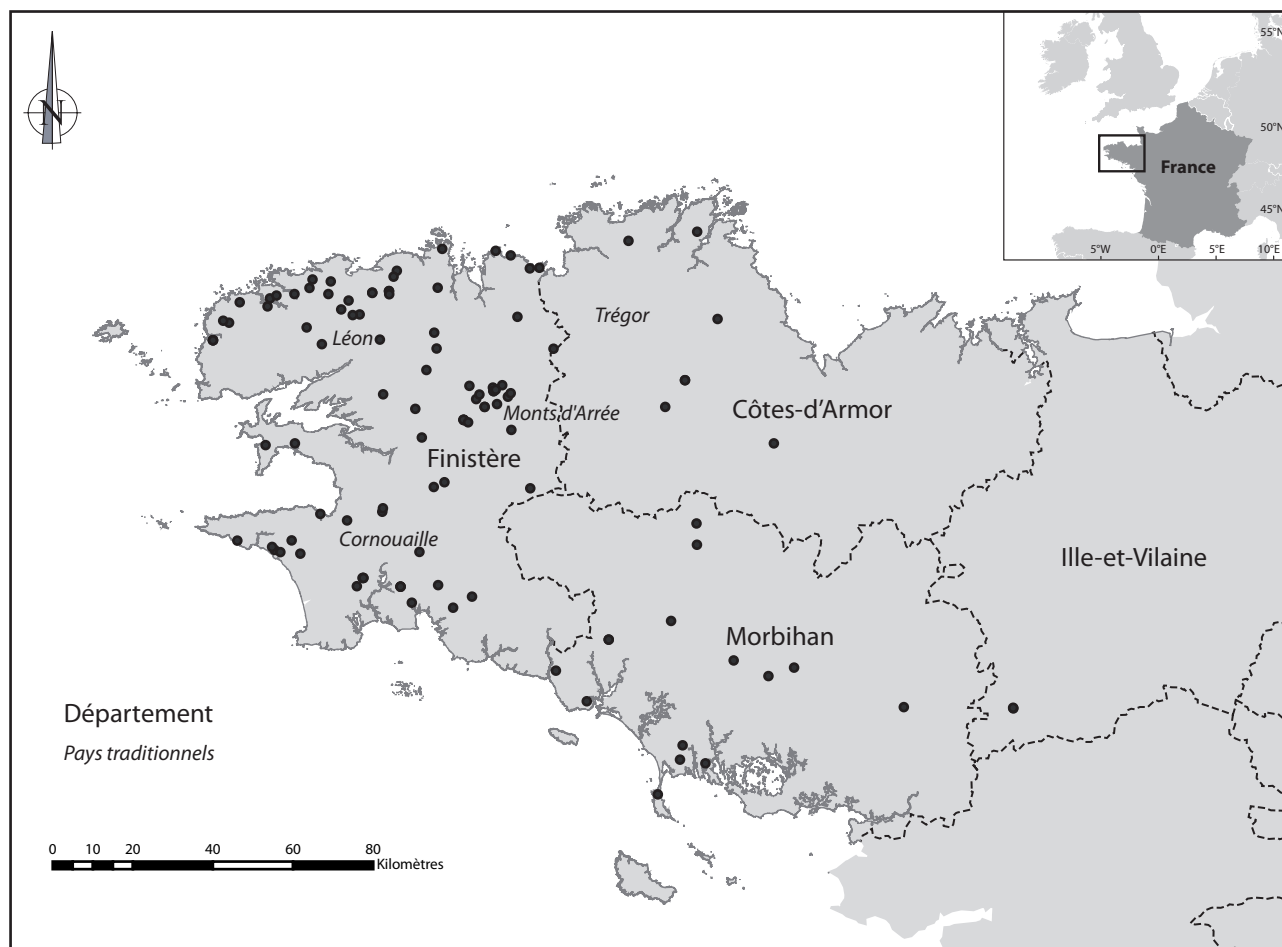 N
55°N
50°N
France
45°N
5°W
0°E
5°E
10°E
Trégor
Léon
Monts d'Arrée
Côtes-d'Armor
Finistère
Cornouaille
Ille-et-Vilaine
Morbihan
Département
Pays traditionnels
0 10 20 40 60 80
Kilomètres